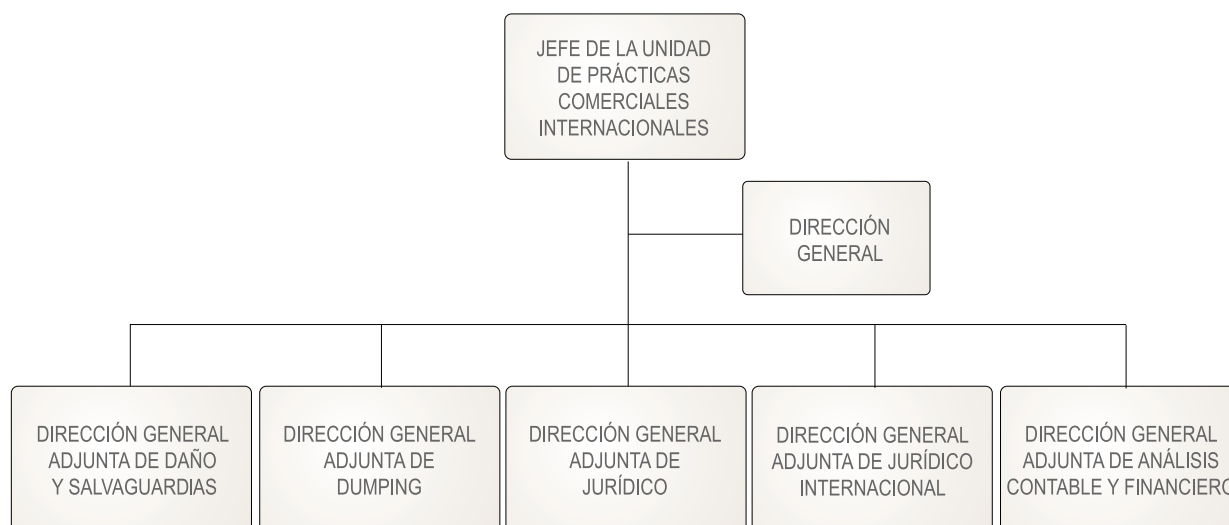 JEFE DE LA UNIDAD
DE PRÁCTICAS
COMERCIALES
INTERNACIONALES
DIRECCIÓN
GENERAL
DIRECCIÓN GENERAL
ADJUNTA DE DAÑO
Y SALVAGUARDIAS
DIRECCIÓN GENERAL
ADJUNTA DE
DUMPING
DIRECCIÓN GENERAL
ADJUNTA DE
JURÍDICO
DIRECCIÓN GENERAL
ADJUNTA DE JURÍDICO
INTERNACIONAL
DIRECCIÓN GENERAL
ADJUNTA DE ANÁLISIS
CONTABLE Y FINANCIERO